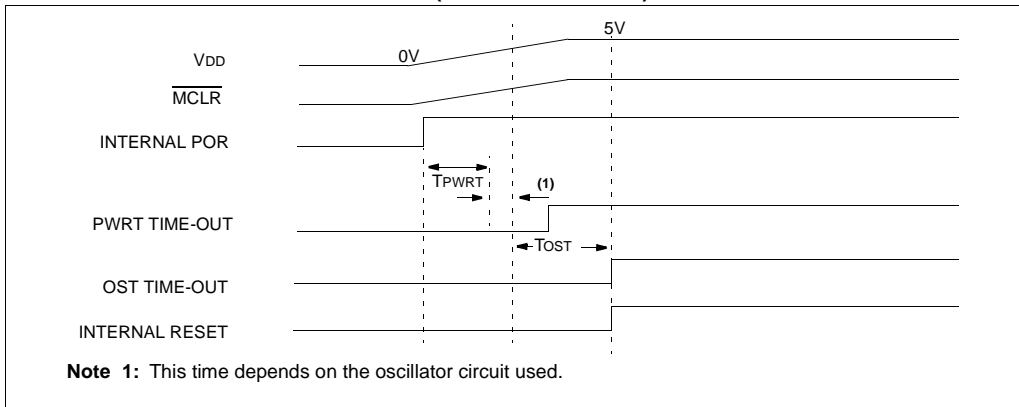 5V
0V
VDD
MCLR
INTERNAL POR
TPWRT
(1)
PWRT TIME-OUT
TOST
OST TIME-OUT
INTERNAL RESET
Note 1: This time depends on the oscillator circuit used.